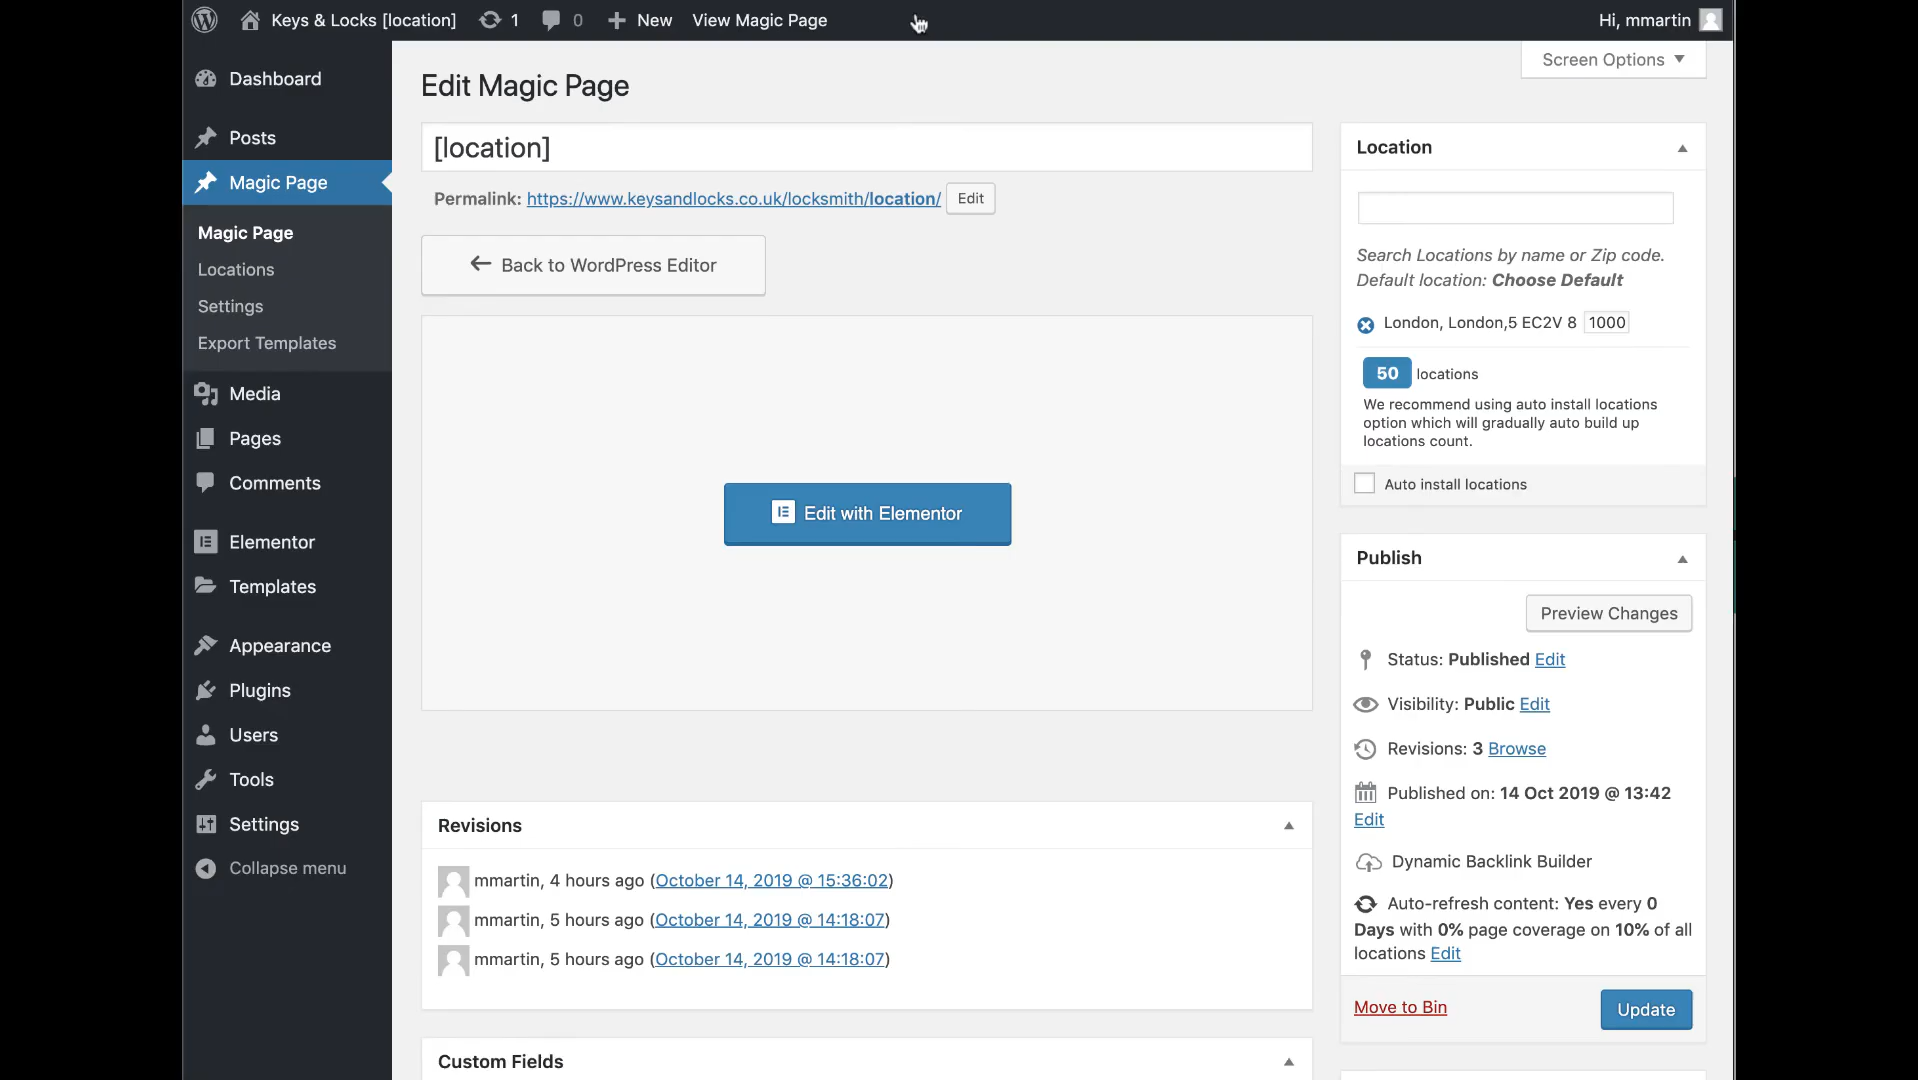 Keys & Locks [location]
1
0
New
View Magic Page
Hi, mmartin
Screen Options
Dashboard
Posts
Magic Page
Magic Page
Locations
Settings
Export Templates
Media
Pages
Comments
Elementor
Templates
Appearance
Plugins
Users
Tools
Settings
Collapse menu
Edit Magic Page
[location]
Permalink: https://www.keysandlocks.co.uk/locksmith/location/ Edit
Back to WordPress Editor
Edit with Elementor
Revisions
mmartin, 4 hours ago (October 14, 2019 @ 15:36:02)
mmartin, 5 hours ago (October 14, 2019 @ 14:18:07)
mmartin, 5 hours ago (October 14, 2019 @ 14:18:07)
Custom Fields
Location
Search Locations by name or Zip code.
Default location: Choose Default
London, London,5 EC2V 8 1000
50 locations
We recommend using auto install locations
option which will gradually auto build up
locations count.
Auto install locations
Publish
Preview Changes
Status: Published Edit
Visibility: Public Edit
Revisions: 3 Browse
Published on: 14 Oct 2019 @ 13:42
Edit
Dynamic Backlink Builder
Auto-refresh content: Yes every 0
Days with 0% page coverage on 10% of all
locations Edit
Move to Bin
Update